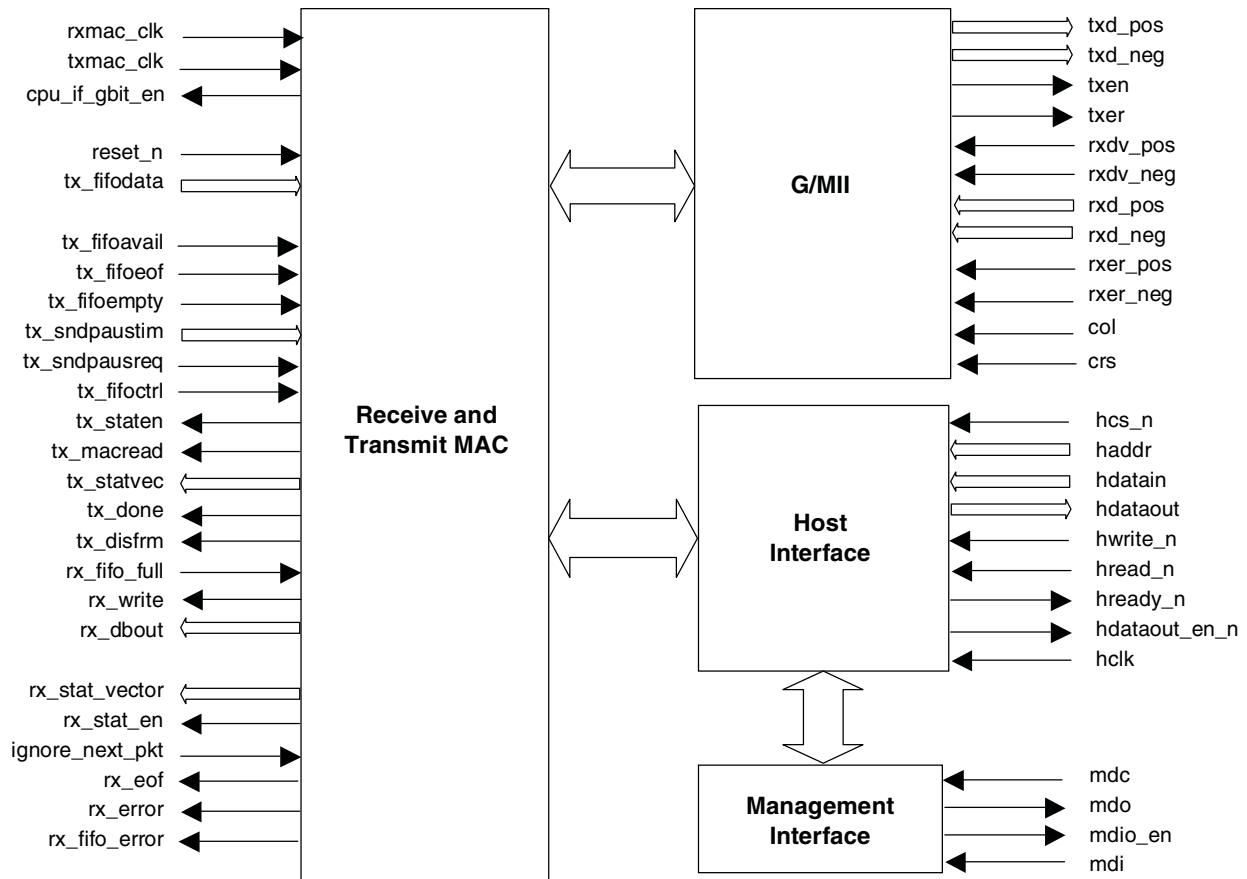 rxmac_clk
txmac_clk
cpu_if_gbit_en
reset_n
tx_fifodata
tx_fifoavail
tx_fifoeof
tx_fifoempty
tx_sndpaustim
tx_sndpausreq
tx_fifoctrl
tx_staten
tx_macread
tx_statvec
tx_done
tx_disfrm
rx_fifo_full
rx_write
rx_dbout
rx_stat_vector
rx_stat_en
ignore_next_pkt
rx_eof
rx_error
rx_fifo_error
Receive and
Transmit MAC
G/MII
txd_pos
txd_neg
txen
txer
rxdv_pos
rxdv_neg
rxd_pos
rxd_neg
rxer_pos
rxer_neg
col
crs
Host
Interface
hcs_n
haddr
hdatain
hdataout
hwrite_n
hread_n
hready_n
hdataout_en_n
hclk
Management
Interface
mdc
mdo
mdio_en
mdi